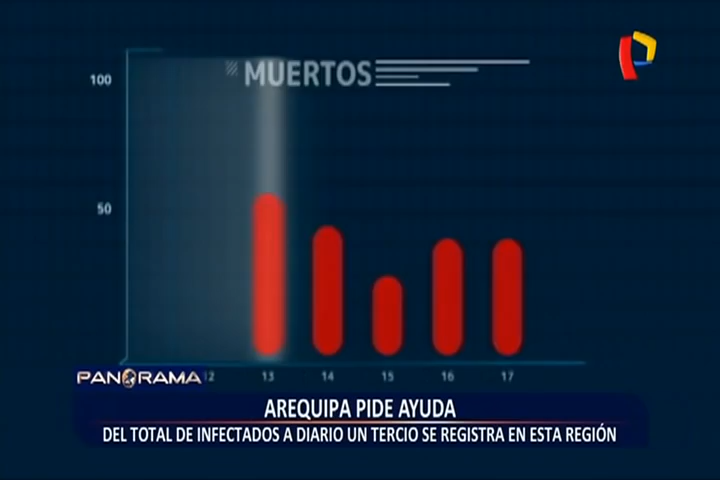 MUERTOS
100
50
12 13 14 15 16 17
PANORAMA
AREQUIPA PIDE AYUDA
DEL TOTAL DE INFECTADOS A DIARIO UN TERCIO SE REGISTRA EN ESTA REGIÓN